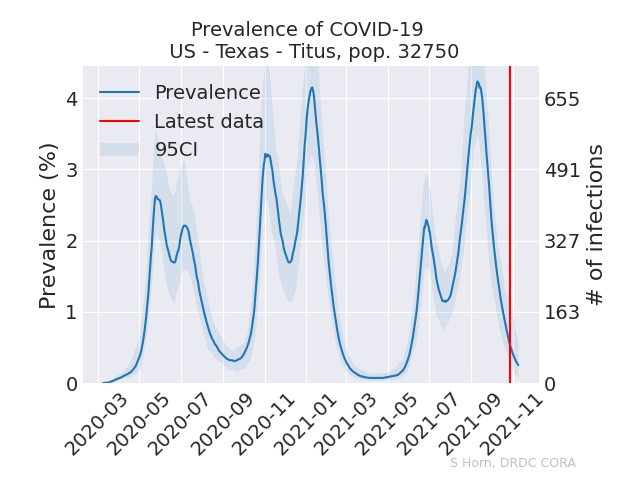 Prevalence of COVID-19
US - Texas - Titus, pop. 32750
Prevalence
Latest data
95CI
Prevalence (%)
4
3
2
1
0
# of infections
655
491
327
163
0
2020-03
2020-05
2020-07
2020-09
2020-11
2021-01
2021-03
2021-05
2021-07
2021-09
2021-11
S Horn, DRDC CORA